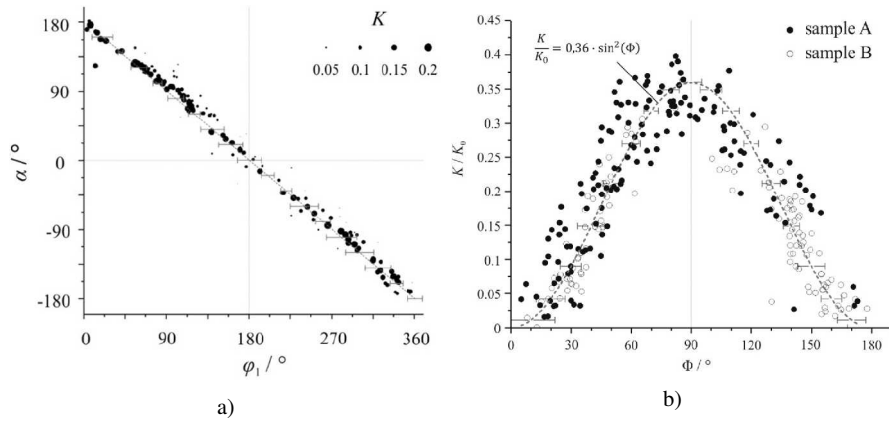 K
0.05 0.1 0.15 0.2
180
90
0
-90
-180
α / °
0 90 180 270 360
φ₁ / °
a)
K/K₀ = 0,36· sin²(Φ)
sample A
sample B
0.45
0.4
0.35
0.3
0.25
0.2
0.15
0.1
0.05
0
K / K₀
0 30 60 90 120 150 180
Φ / °
b)